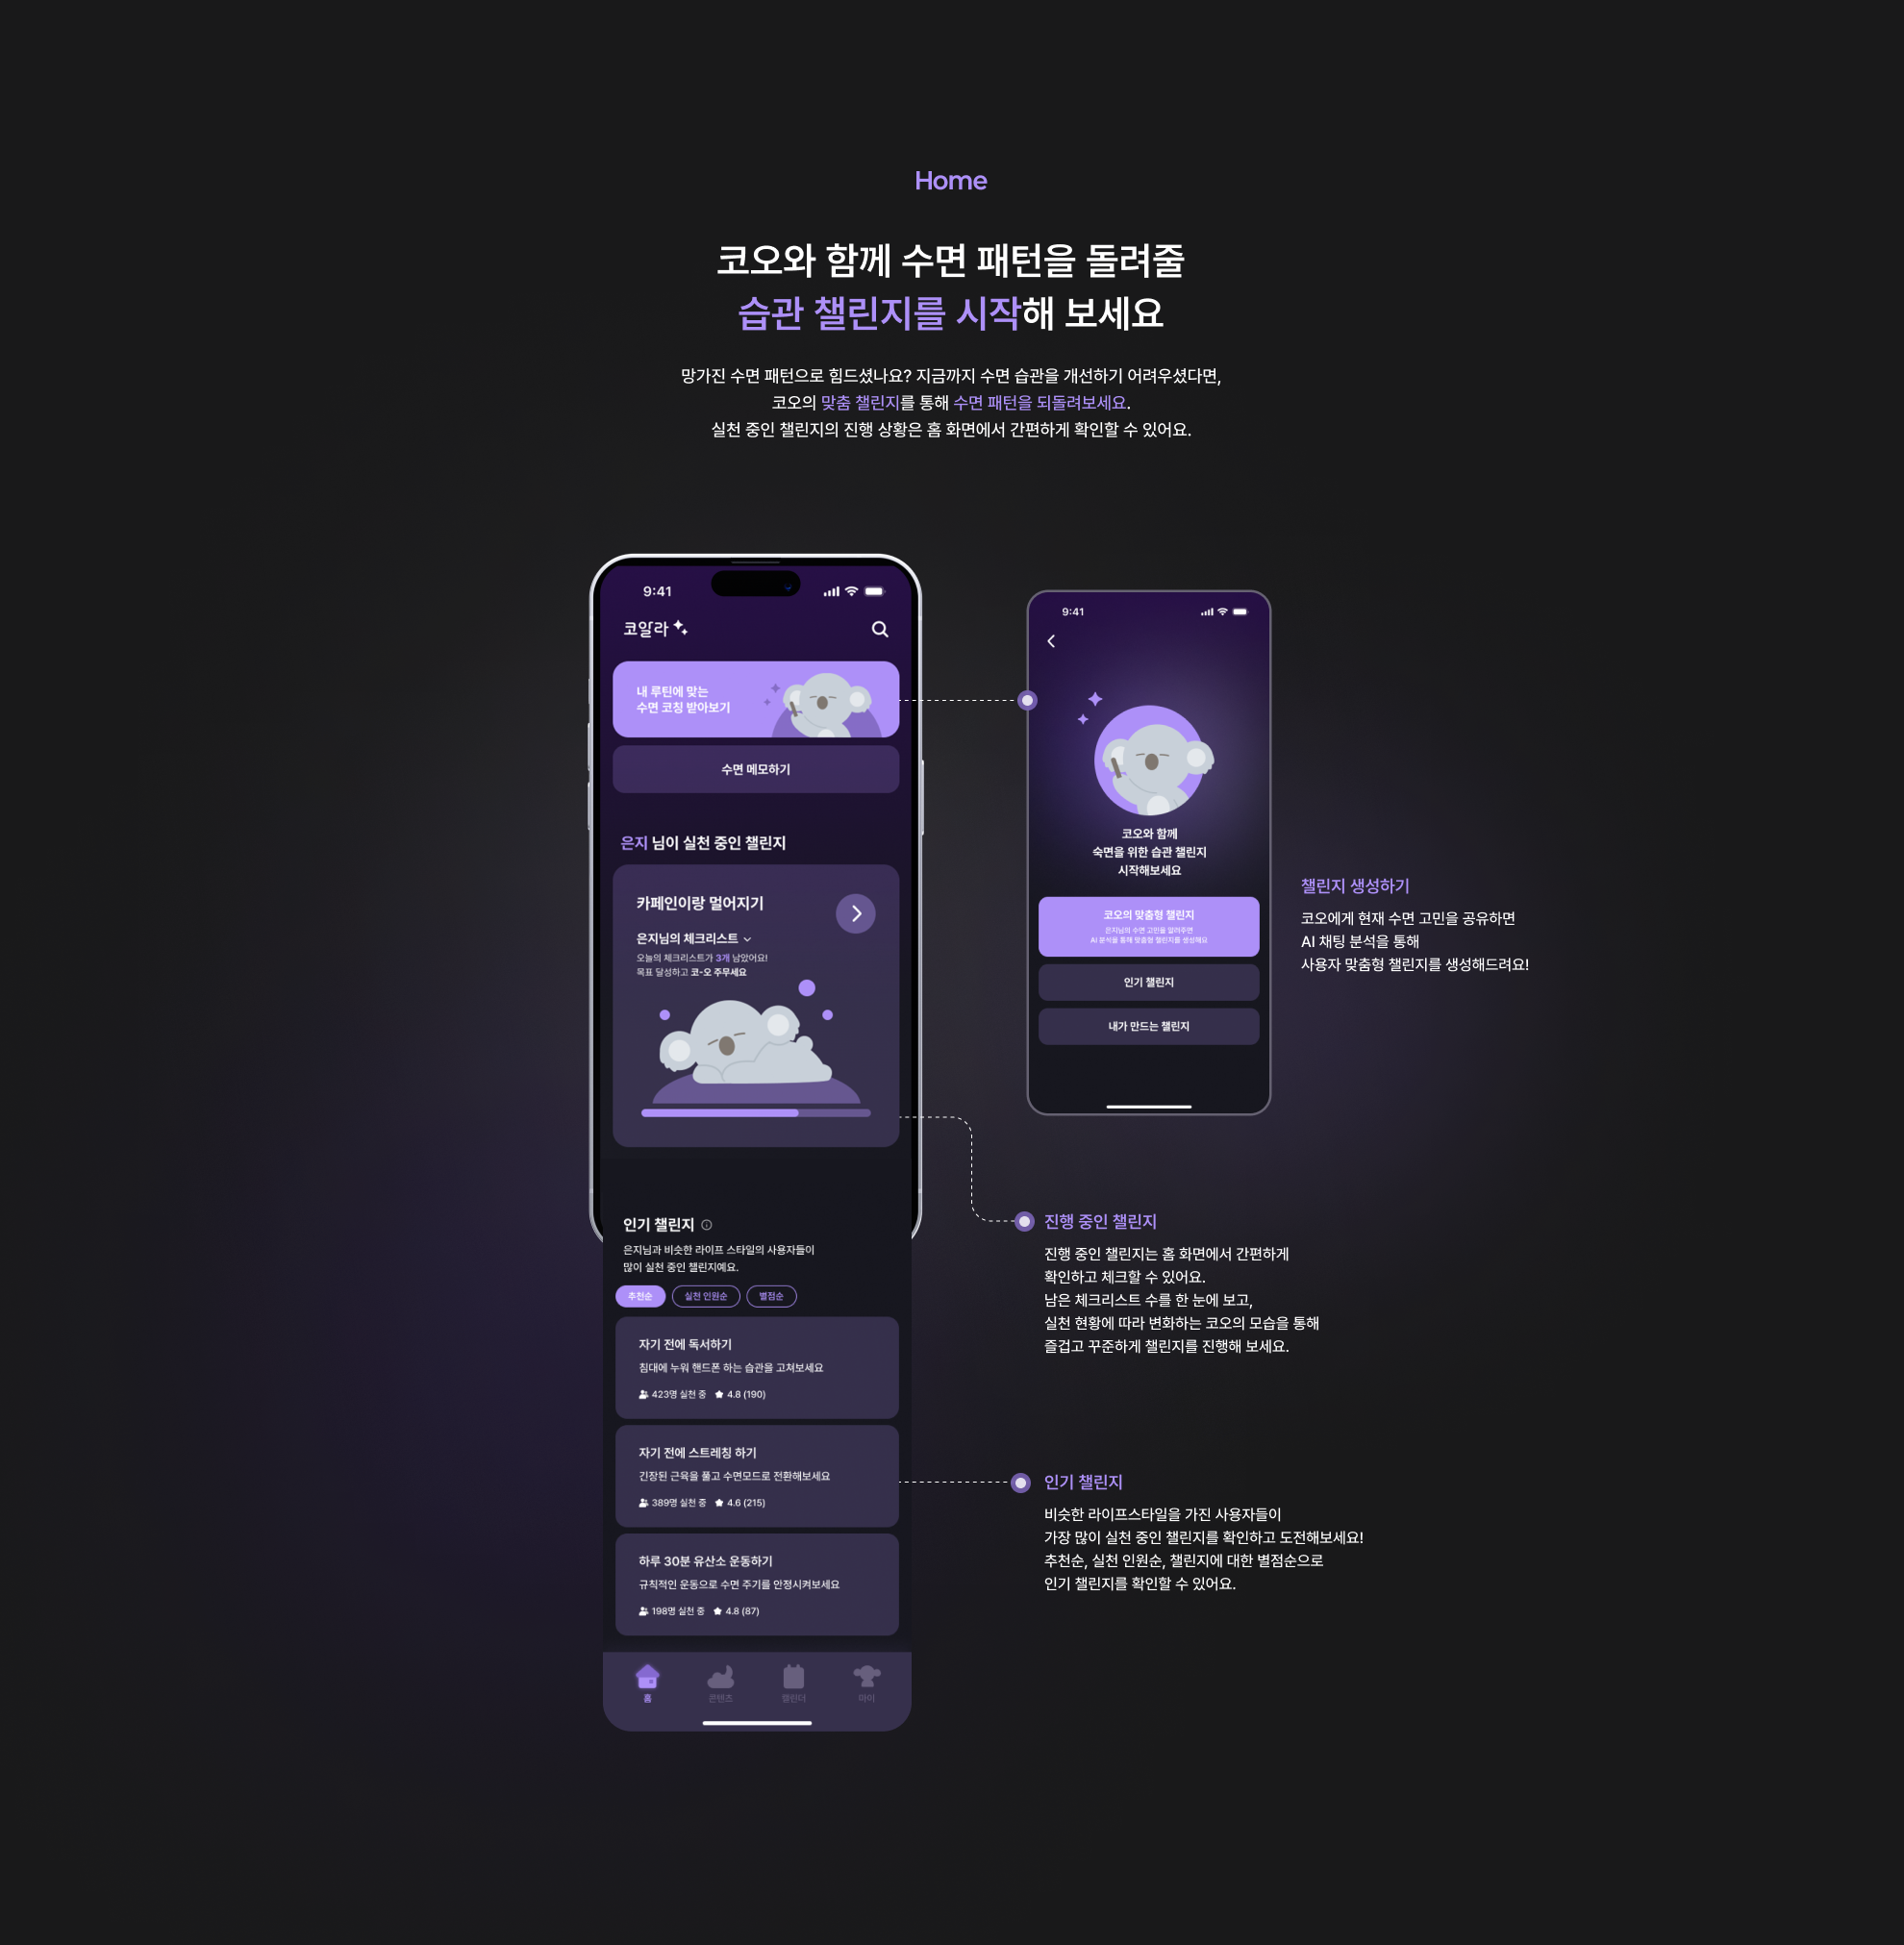 Home
코오와 함께 수면 패턴을 돌려줄
습관 챌린지를 시작해 보세요
망가진 수면 패턴으로 힘드셨나요? 지금까지 수면 습관을 개선하기 어려우셨다면,
코오의 맞춤 챌린지를 통해 수면 패턴을 되돌려보세요.
실천 중인 챌린지의 진행 상황은 홈 화면에서 간편하게 확인할 수 있어요.
9:41
코알라
내 루틴에 맞는
수면 코칭 받아보기
수면 메모하기
은지 님이 실천 중인 챌린지
카페인이랑 멀어지기
은지님의 체크리스트
오늘의 체크리스트가 3개 남았어요!
목표 달성하고 코-오 주무세요
인기 챌린지
은지님과 비슷한 라이프 스타일의 사용자들이
많이 실천 중인 챌린지예요.
추천순 실천 인원순 별점순
자기 전에 독서하기
침대에 누워 핸드폰 하는 습관을 고쳐보세요
423명 실천 중 4.8 (190)
자기 전에 스트레칭 하기
긴장된 근육을 풀고 수면모드로 전환해보세요
389명 실천 중 4.6 (215)
하루 30분 유산소 운동하기
규칙적인 운동으로 수면 주기를 안정시켜보세요
198명 실천 중 4.8 (87)
홈 콘텐츠 캘린더 마이
9:41
코오와 함께
숙면을 위한 습관 챌린지
시작해보세요
코오의 맞춤형 챌린지
은지님의 수면 고민을 알려주면
AI 분석을 통해 맞춤형 챌린지를 생성해요
인기 챌린지
내가 만드는 챌린지
챌린지 생성하기
코오에게 현재 수면 고민을 공유하면
AI 채팅 분석을 통해
사용자 맞춤형 챌린지를 생성해드려요!
진행 중인 챌린지
진행 중인 챌린지는 홈 화면에서 간편하게
확인하고 체크할 수 있어요.
남은 체크리스트 수를 한 눈에 보고,
실천 현황에 따라 변화하는 코오의 모습을 통해
즐겁고 꾸준하게 챌린지를 진행해 보세요.
인기 챌린지
비슷한 라이프스타일을 가진 사용자들이
가장 많이 실천 중인 챌린지를 확인하고 도전해보세요!
추천순, 실천 인원순, 챌린지에 대한 별점순으로
인기 챌린지를 확인할 수 있어요.